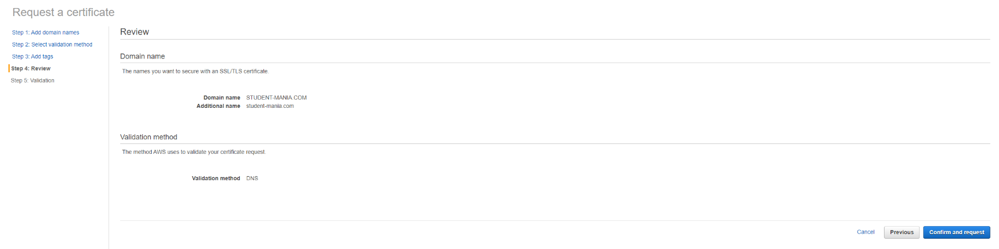 Request a certificate
Step 1: Add domain names
Step 2: Select validation method
Step 3: Add tags
Step 4: Review
Step 5: Validation
Review
Domain name
The names you want to secure with an SSL/TLS certificate.
Domain name STUDENT-MANIA.COM
Additional name student-mania.com
Validation method
The method AWS uses to validate your certificate request.
Validation method DNS
Cancel Previous Confirm and request